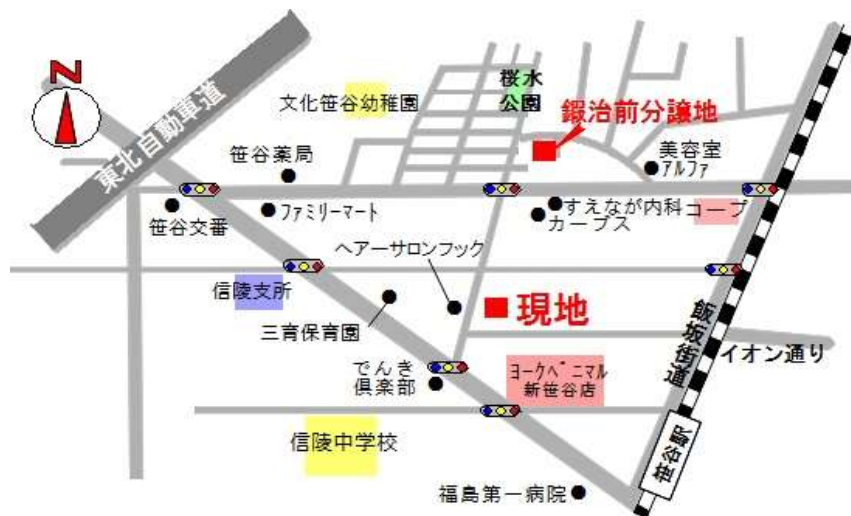 N
東北自動車道
文化笹谷幼稚園
桜水
公園
鍜治前分譲地
笹谷薬局
美容室
アルファ
笹谷交番
ファミリーマート
すえなが内科
カーブス
コープ
ヘアーサロンフック
信陵支所
三育保育園
現地
飯坂街道
イオン通り
でんき
倶楽部
ヨークベニマル
新笹谷店
信陵中学校
笹谷駅
福島第一病院